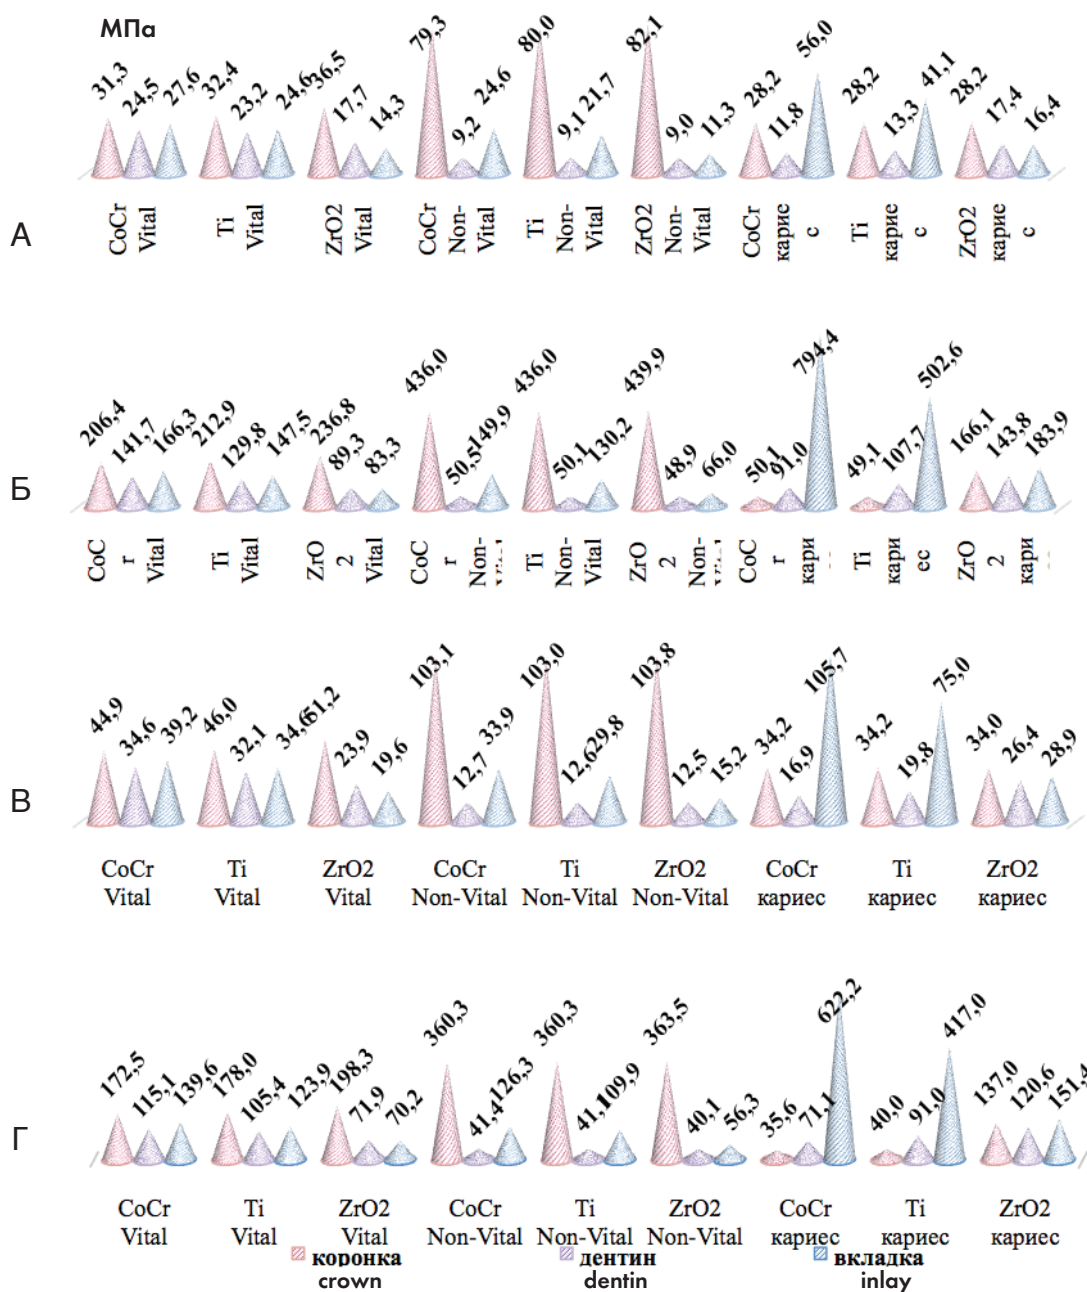 МПа
31,3 24,5 27,6 32,4 23,2 24,6 36,5 17,7 14,3 79,3 9,2 24,6 80,0 9,1 21,7 82,1 9,0 11,3 28,2 11,8 56,0 28,2 13,3 41,1 28,2 17,4 16,4
А
CoCr Vital
Ti Vital
ZrO2 Vital
CoCr Non-Vital
Ti Non-Vital
ZrO2 Non-Vital
CoCr кариес
Ti кариес
ZrO2 кариес
206,4 141,7 166,3 212,9 129,8 147,5 236,8 89,3 83,3 436,0 50,5 149,9 436,0 50,1 130,2 439,9 48,9 66,0 50,1 91,0 794,4 49,1 107,7 502,6 166,1 143,8 183,9
Б
CoC r Vital
Ti Vital
ZrO 2 Vital
CoC r Non-
Ti Non-Vital
ZrO 2 Non-
CoC r кари
Ti кари ес
ZrO 2 кари
44,9 34,6 39,2 46,0 32,1 34,6 51,2 23,9 19,6 103,1 12,7 33,9 103,0 12,6 29,8 103,8 12,5 15,2 34,2 16,9 105,7 34,2 19,8 75,0 34,0 26,4 28,9
В
CoCr Ti ZrO2 CoCr Ti ZrO2 CoCr Ti ZrO2
Vital Vital Vital Non-Vital Non-Vital Non-Vital кариес кариес кариес
172,5 115,1 139,6 178,0 105,4 123,9 198,3 71,9 70,2 360,3 41,4 126,3 360,3 41,1 109,9 363,5 40,1 56,3 35,6 71,1 622,2 40,0 91,0 417,0 137,0 120,6 151,4
Г
CoCr Ti ZrO2 CoCr Ti ZrO2 CoCr Ti ZrO2
Vital Vital Vital Non-Vital Non-Vital Non-Vital кариес кариес кариес
коронка дентин вкладка
crown dentin inlay